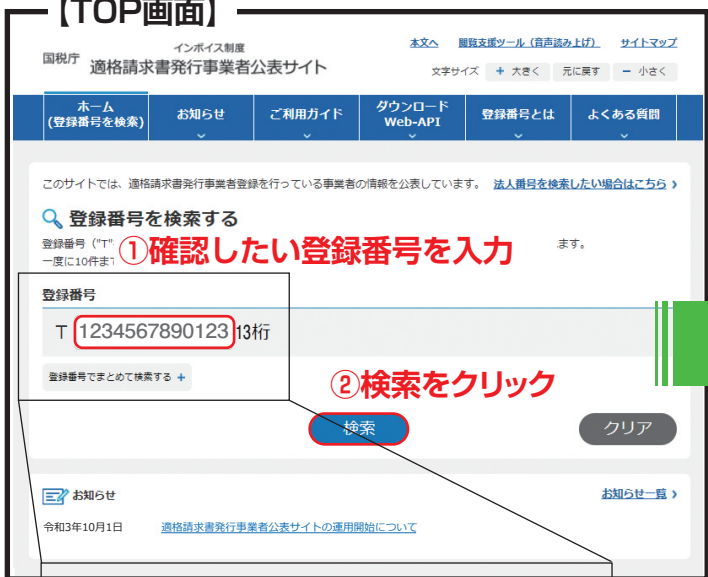 【TOP画面】
本文へ 閲覧支援ツール（音声読み上げ） サイトマップ
国税庁 インボイス制度
適格請求書発行事業者公表サイト
文字サイズ + 大きく 元に戻す − 小さく
ホーム
(登録番号を検索)
お知らせ
ご利用ガイド
ダウンロード
Web-API
登録番号とは
よくある質問
このサイトでは、適格請求書発行事業者登録を行っている事業者の情報を公表しています。 法人番号を検索したい場合はこちら
登録番号を検索する
登録番号（"T" ます。
一度に10件ま
①確認したい登録番号を入力
登録番号
T 1234567890123 13桁
登録番号でまとめて検索する +
②検索をクリック
検索 クリア
お知らせ お知らせ一覧
令和3年10月1日 適格請求書発行事業者公表サイトの運用開始について